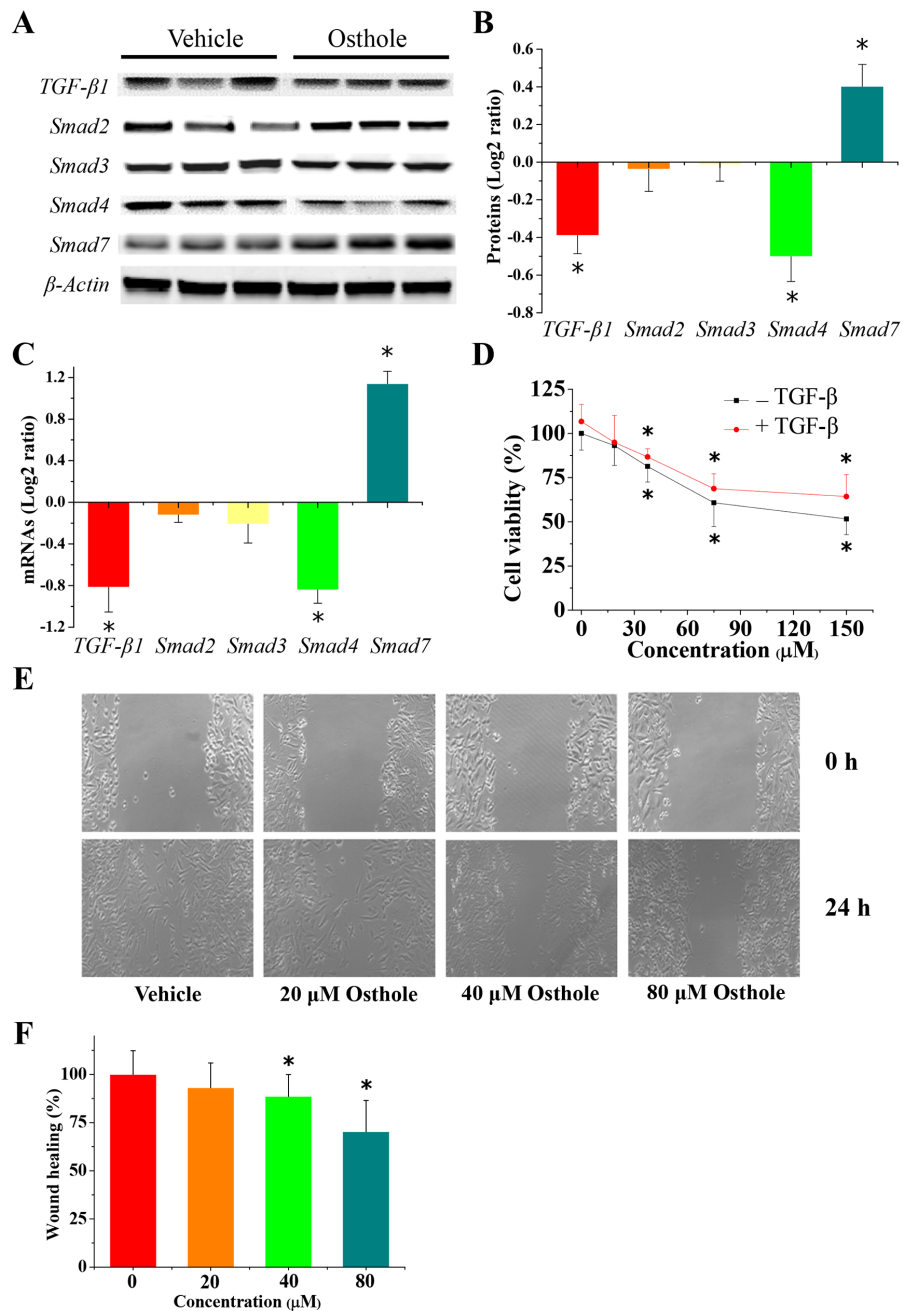 A
Vehicle Osthole
TGF-β1
Smad2
Smad3
Smad4
Smad7
β-Actin
B
Proteins (Log2 ratio)
0.6
0.4
0.2
0.0
-0.2
-0.4
-0.6
-0.8
* * *
TGF-β1 Smad2 Smad3 Smad4 Smad7
C
mRNAs (Log2 ratio)
1.2
0.8
0.4
0.0
-0.4
-0.8
-1.2
* * *
TGF-β1 Smad2 Smad3 Smad4 Smad7
D
Cell viablity (%)
125
100
75
50
25
0
– TGF-β
+ TGF-β
* * *
* * *
0 30 60 90 120 150
Concentration (μM)
E
0 h
24 h
Vehicle 20 μM Osthole 40 μM Osthole 80 μM Osthole
F
Wound healing (%)
100
75
50
25
0
* *
0 20 40 80
Concentration (μM)